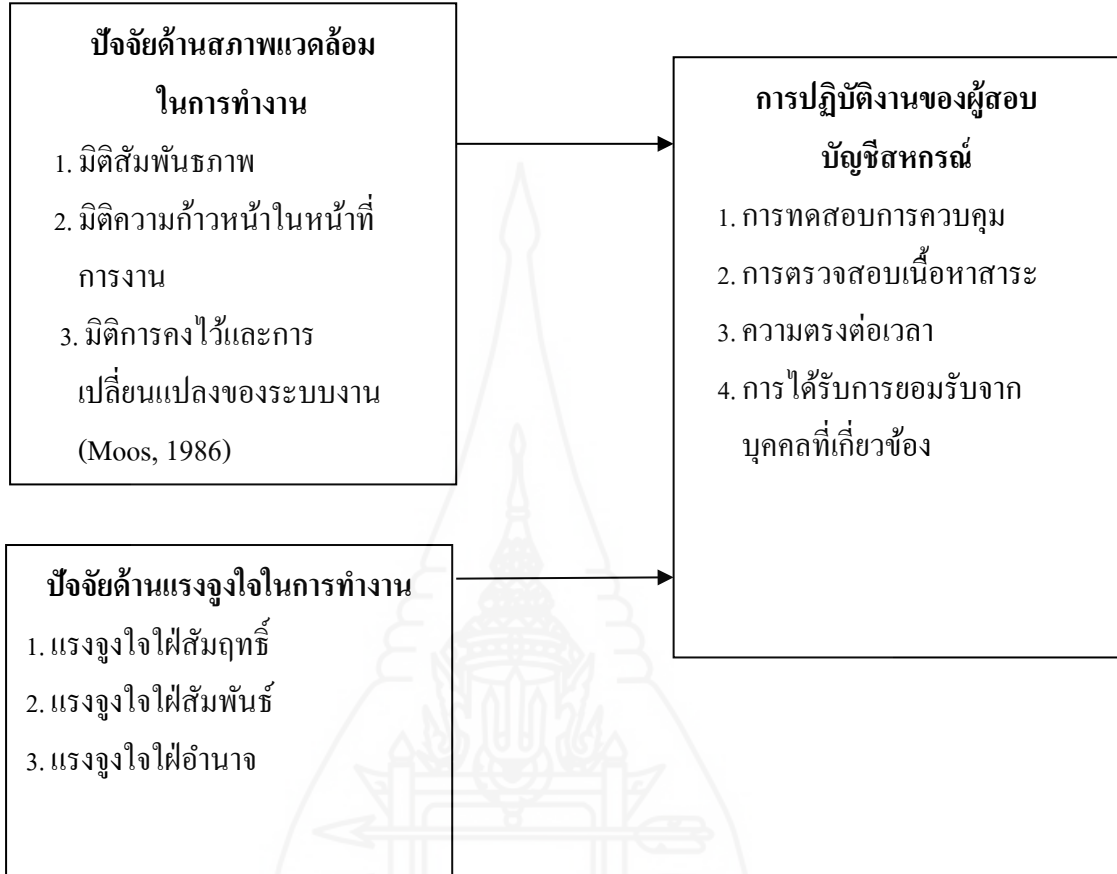 ปัจจัยด้านสภาพแวดล้อม
ในการทำงาน
1. มิติสัมพันธภาพ
2. มิติความก้าวหน้าในหน้าที่
การงาน
3. มิติการคงไว้และการ
เปลี่ยนแปลงของระบบงาน
(Moos, 1986)
ปัจจัยด้านแรงจูงใจในการทำงาน
1. แรงจูงใจใฝ่สัมฤทธิ์
2. แรงจูงใจใฝ่สัมพันธ์
3. แรงจูงใจใฝ่อำนาจ
การปฏิบัติงานของผู้สอบ
บัญชีสหกรณ์
1. การทดสอบการควบคุม
2. การตรวจสอบเนื้อหาสาระ
3. ความตรงต่อเวลา
4. การได้รับการยอมรับจาก
บุคคลที่เกี่ยวข้อง